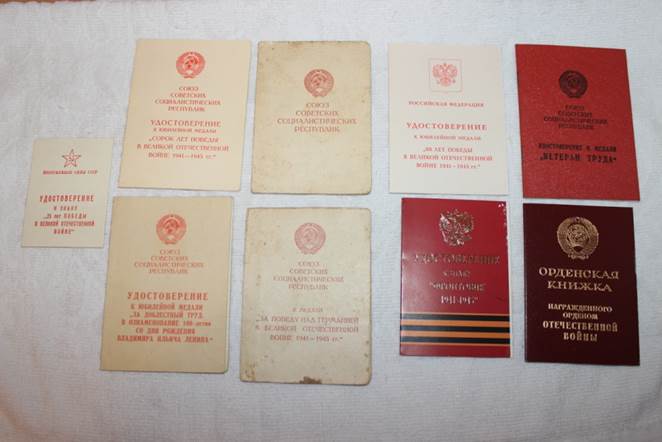 СОЮЗ
СОВЕТСКИХ
СОЦИАЛИСТИЧЕСКИХ
РЕСПУБЛИК
УДОСТОВЕРЕНИЕ
К ЮБИЛЕЙНОЙ МЕДАЛИ
"СОРОК ЛЕТ ПОБЕДЫ
В ВЕЛИКОЙ ОТЕЧЕСТВЕННОЙ
ВОЙНЕ 1941—1945 гг."
СОЮЗ
СОВЕТСКИХ
СОЦИАЛИСТИЧЕСКИХ
РЕСПУБЛИК
РОССИЙСКАЯ ФЕДЕРАЦИЯ
УДОСТОВЕРЕНИЕ
К ЮБИЛЕЙНОЙ МЕДАЛИ
ЛЕТ ПОБЕДЫ
В ВЕЛИКОЙ ОТЕЧЕСТВЕННОЙ
ВОЙНЕ 1941—1945 гг."
СОЮЗ
СОВЕТСКИХ
СОЦИАЛИСТИЧЕСКИХ
РЕСПУБЛИК
УДОСТОВЕРЕНИЕ К МЕДАЛИ
"ВЕТЕРАН ТРУДА"
ВООРУЖЕННЫЕ СИЛЫ СССР
УДОСТОВЕРЕНИЕ
К ЗНАКУ
"25 лет ПОБЕДЫ
В ВЕЛИКОЙ ОТЕЧЕСТВЕННОЙ
ВОЙНЕ"
СОЮЗ
СОВЕТСКИХ
СОЦИАЛИСТИЧЕСКИХ
РЕСПУБЛИК
УДОСТОВЕРЕНИЕ
К ЮБИЛЕЙНОЙ МЕДАЛИ
"ЗА ДОБЛЕСТНЫЙ ТРУД.
В ОЗНАМЕНОВАНИЕ 100-летия
СО ДНЯ РОЖДЕНИЯ
ВЛАДИМИРА ИЛЬИЧА ЛЕНИНА"
СОЮЗ
СОВЕТСКИХ
СОЦИАЛИСТИЧЕСКИХ
РЕСПУБЛИК
К МЕДАЛИ
"ЗА ПОБЕДУ НАД ГЕРМАНИЕЙ
В ВЕЛИКОЙ ОТЕЧЕСТВЕННОЙ
ВОЙНЕ 1941—1945 гг."
УДОСТОВЕРЕНИЕ
"ФРОНТОВИК
1941-1945"
ОРДЕНСКАЯ
КНИЖКА
НАГРАЖДЕННОГО
ОРДЕНОМ
ОТЕЧЕСТВЕННОЙ
ВОЙНЫ